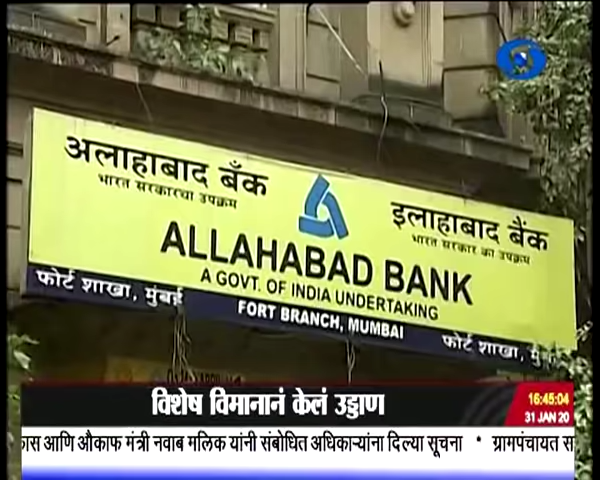 अलाहाबाद बँक
भारत सरकारचा उपक्रम
इलाहाबाद बैंक
भारत सरकार का उपक्रम
ALLAHABAD BANK
A GOVT. OF INDIA UNDERTAKING
फोर्ट शाखा, मुंबई
FORT BRANCH, MUMBAI
फोर्ट शाखा,
विशेष विमानानं केलं उड्डाण
16:45:04
31 JAN 20
आणि औकाफ मंत्री नवाब मलिक यांनी संबोधित अधिकाऱ्यांना दिल्या सूचना * ग्रामपंचायत